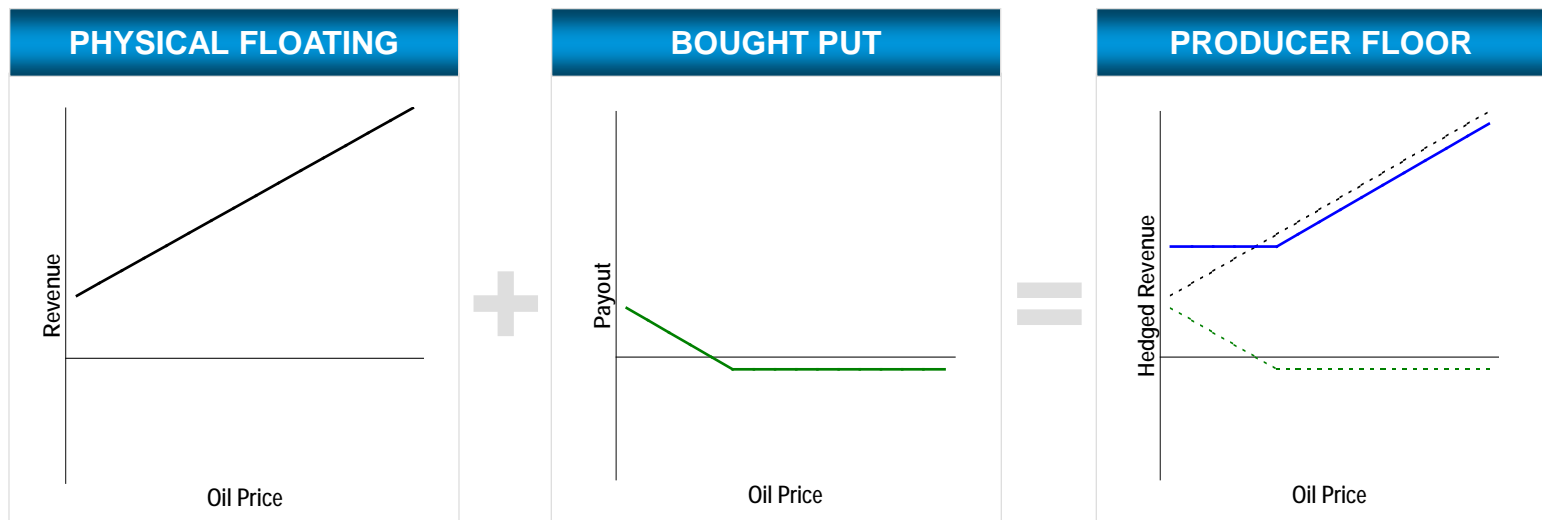 PHYSICAL FLOATING
Revenue
Oil Price
+
BOUGHT PUT
Payout
Oil Price
=
PRODUCER FLOOR
Hedged Revenue
Oil Price